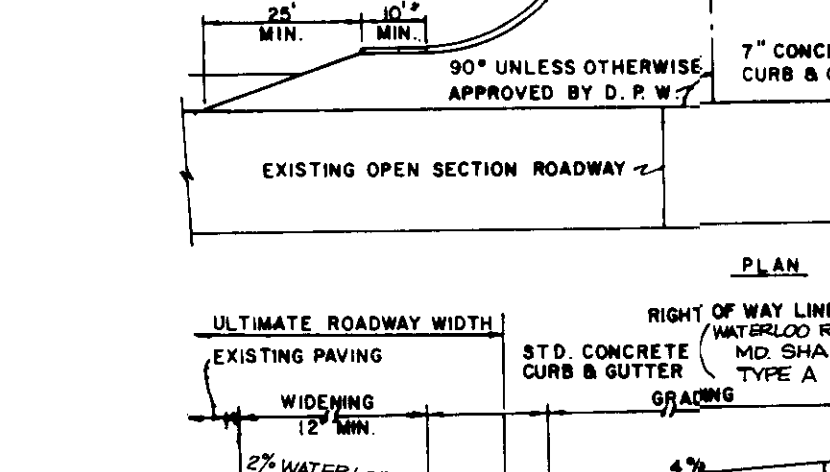 25'
MIN.
10'±
MIN.
90° UNLESS OTHERWISE
APPROVED BY D. P. W.
7" CONC
CURB &
EXISTING OPEN SECTION ROADWAY
PLAN
ULTIMATE ROADWAY WIDTH
EXISTING PAVING
RIGHT OF WAY LINE
WATERLOO R
MD. SHA
TYPE A
STD. CONCRETE
CURB & GUTTER
GRADING
WIDENING
12' MIN.
2% WATERLO
4%